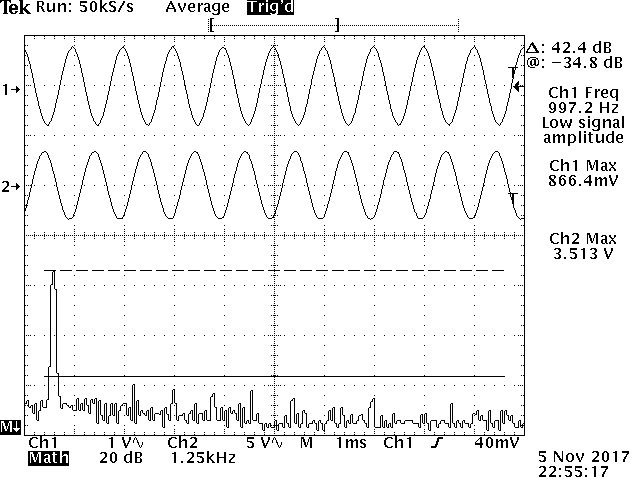 Tek Run: 50kS/s Average Trig'd
Δ: 42.4 dB
@: −34.8 dB
1
Ch1 Freq
997.2 Hz
Low signal
amplitude
Ch1 Max
866.4mV
2
Ch2 Max
3.513 V
M
Ch1 1 V Ch2 5 V M 1ms Ch1 40mV
Math 20 dB 1.25kHz
5 Nov 2017
22:55:17